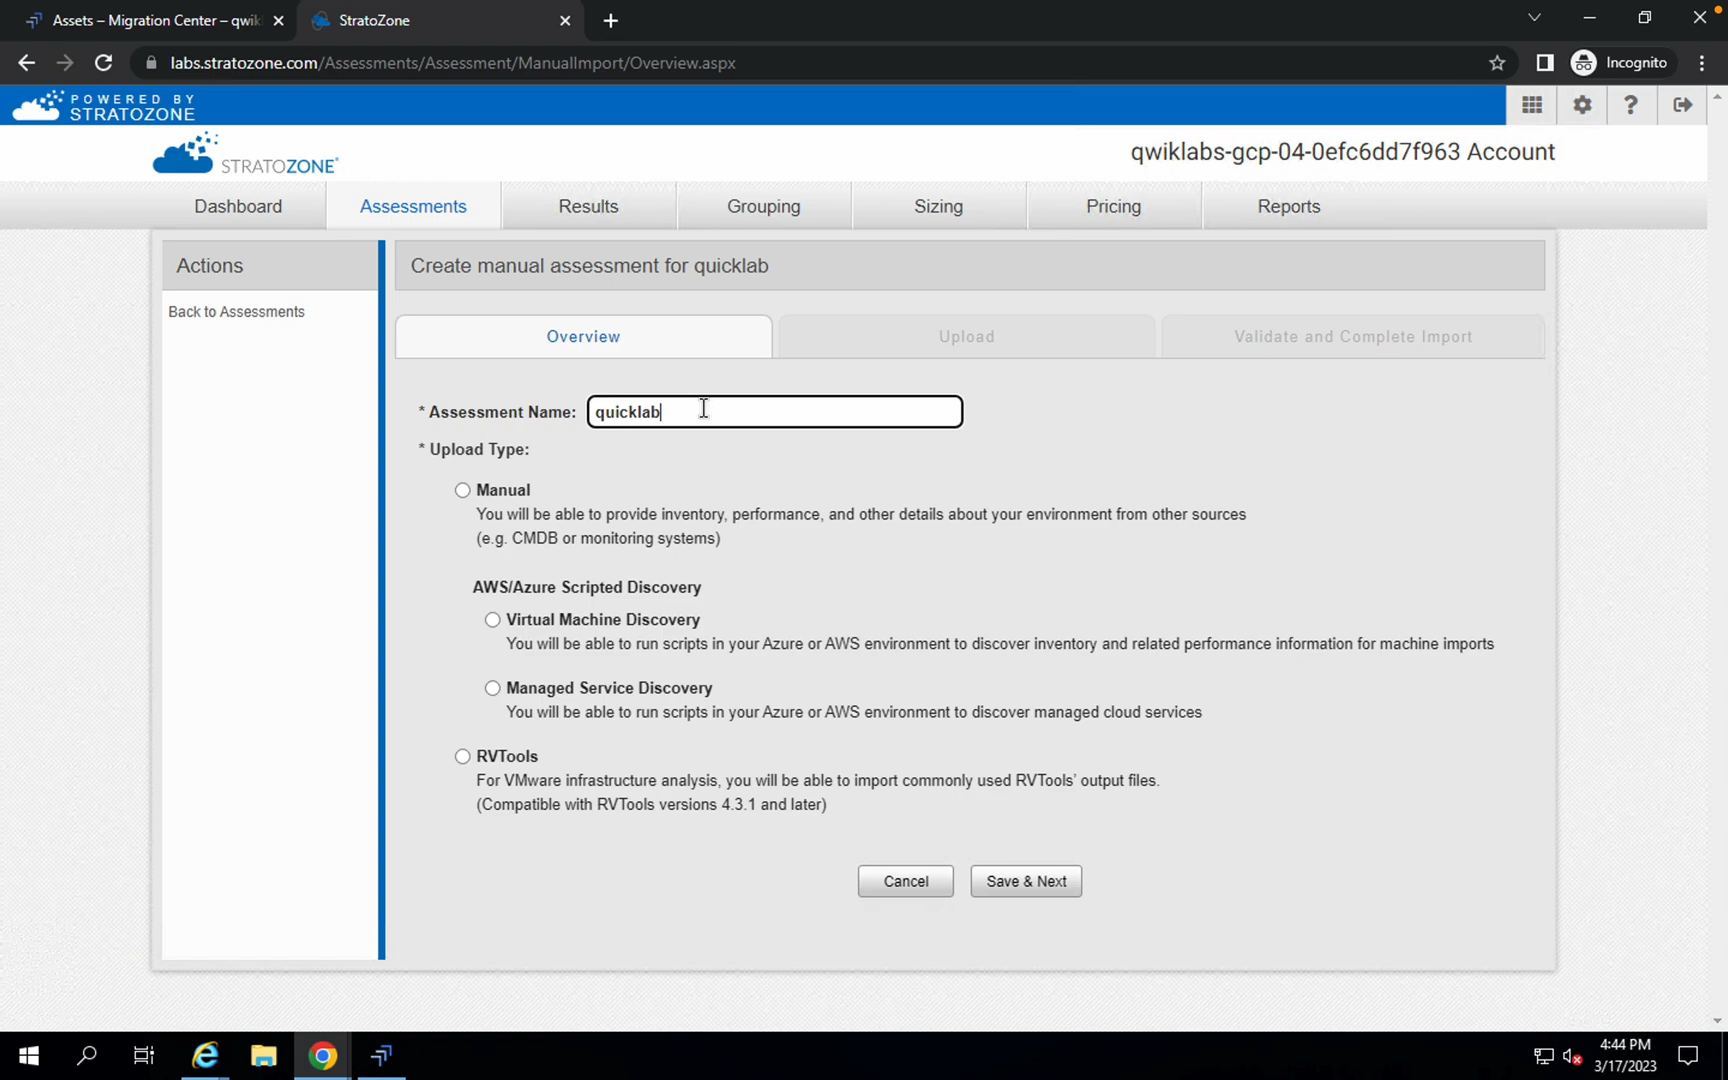 Assets – Migration Center – qwik
StratoZone
labs.stratozone.com/Assessments/Assessment/ManualImport/Overview.aspx
Incognito
POWERED BY
STRATOZONE
STRATOZONE
qwiklabs-gcp-04-0efc6dd7f963 Account
Dashboard
Assessments
Results
Grouping
Sizing
Pricing
Reports
Actions
Back to Assessments
Create manual assessment for quicklab
Overview
Upload
Validate and Complete Import
* Assessment Name: quicklab
* Upload Type:
Manual
You will be able to provide inventory, performance, and other details about your environment from other sources
(e.g. CMDB or monitoring systems)
AWS/Azure Scripted Discovery
Virtual Machine Discovery
You will be able to run scripts in your Azure or AWS environment to discover inventory and related performance information for machine imports
Managed Service Discovery
You will be able to run scripts in your Azure or AWS environment to discover managed cloud services
RVTools
For VMware infrastructure analysis, you will be able to import commonly used RVTools' output files.
(Compatible with RVTools versions 4.3.1 and later)
Cancel
Save & Next
4:44 PM
3/17/2023